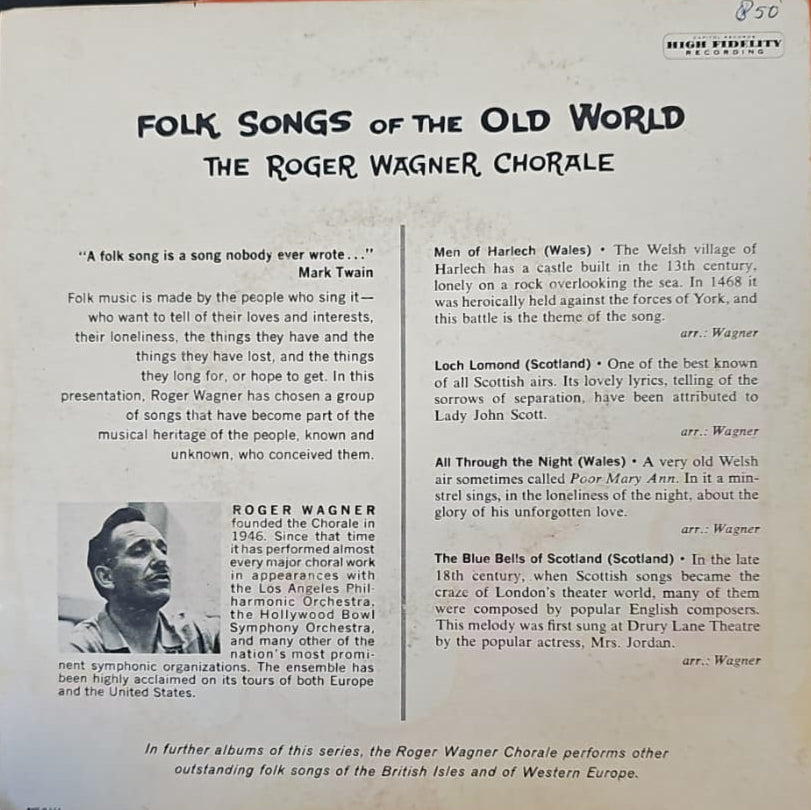 850
CAPITOL RECORDS
HIGH FIDELITY
RECORDING
FOLK SONGS OF THE OLD WORLD
THE ROGER WAGNER CHORALE
"A folk song is a song nobody ever wrote..."
Mark Twain
Folk music is made by the people who sing it—
who want to tell of their loves and interests,
their loneliness, the things they have and the
things they have lost, and the things
they long for, or hope to get. In this
presentation, Roger Wagner has chosen a group
of songs that have become part of the
musical heritage of the people, known and
unknown, who conceived them.
ROGER WAGNER
founded the Chorale in
1946. Since that time
it has performed almost
every major choral work
in appearances with
the Los Angeles Phil-
harmonic Orchestra,
the Hollywood Bowl
Symphony Orchestra,
and many other of the
nation's most promi-
nent symphonic organizations. The ensemble has
been highly acclaimed on its tours of both Europe
and the United States.
Men of Harlech (Wales) • The Welsh village of
Harlech has a castle built in the 13th century,
lonely on a rock overlooking the sea. In 1468 it
was heroically held against the forces of York, and
this battle is the theme of the song.
arr.: Wagner
Loch Lomond (Scotland) • One of the best known
of all Scottish airs. Its lovely lyrics, telling of the
sorrows of separation, have been attributed to
Lady John Scott.
arr.: Wagner
All Through the Night (Wales) • A very old Welsh
air sometimes called Poor Mary Ann. In it a min-
strel sings, in the loneliness of the night, about the
glory of his unforgotten love.
arr.: Wagner
The Blue Bells of Scotland (Scotland) • In the late
18th century, when Scottish songs became the
craze of London's theater world, many of them
were composed by popular English composers.
This melody was first sung at Drury Lane Theatre
by the popular actress, Mrs. Jordan.
arr.: Wagner
In further albums of this series, the Roger Wagner Chorale performs other
outstanding folk songs of the British Isles and of Western Europe.